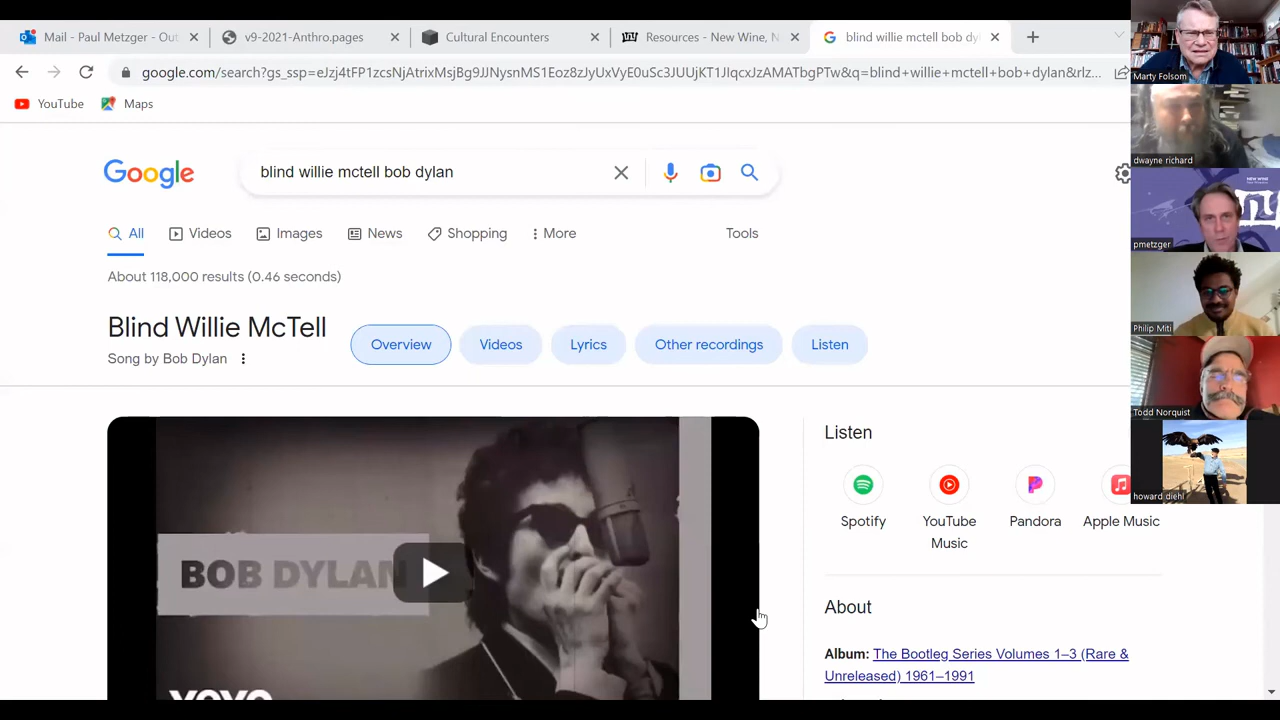 Mail - Paul Metzger - Out
v9-2021-Anthro.pages
Cultural Encounters
Resources - New Wine, N
blind willie mctell bob dyl
google.com/search?gs_ssp=eJzj4tFP1zcsNjAtrixMsjBg9JJNysnMS1Eoz8zJyUxVyE0uSc3JUUjKT1JIqcxJzAMATbgPTw&q=blind+willie+mctell+bob+dylan&rlz...
YouTube
Maps
Google
blind willie mctell bob dylan
All
Videos
Images
News
Shopping
More
Tools
About 118,000 results (0.46 seconds)
Blind Willie McTell
Song by Bob Dylan
Overview
Videos
Lyrics
Other recordings
Listen
BOB DYLAN
vevo
Listen
Spotify
YouTube
Music
Pandora
Apple Music
About
Album: The Bootleg Series Volumes 1–3 (Rare &
Unreleased) 1961–1991
Marty Folsom
dwayne richard
NEW WINE
pmetzger
Philip Miti
Todd Norquist
howard diehl